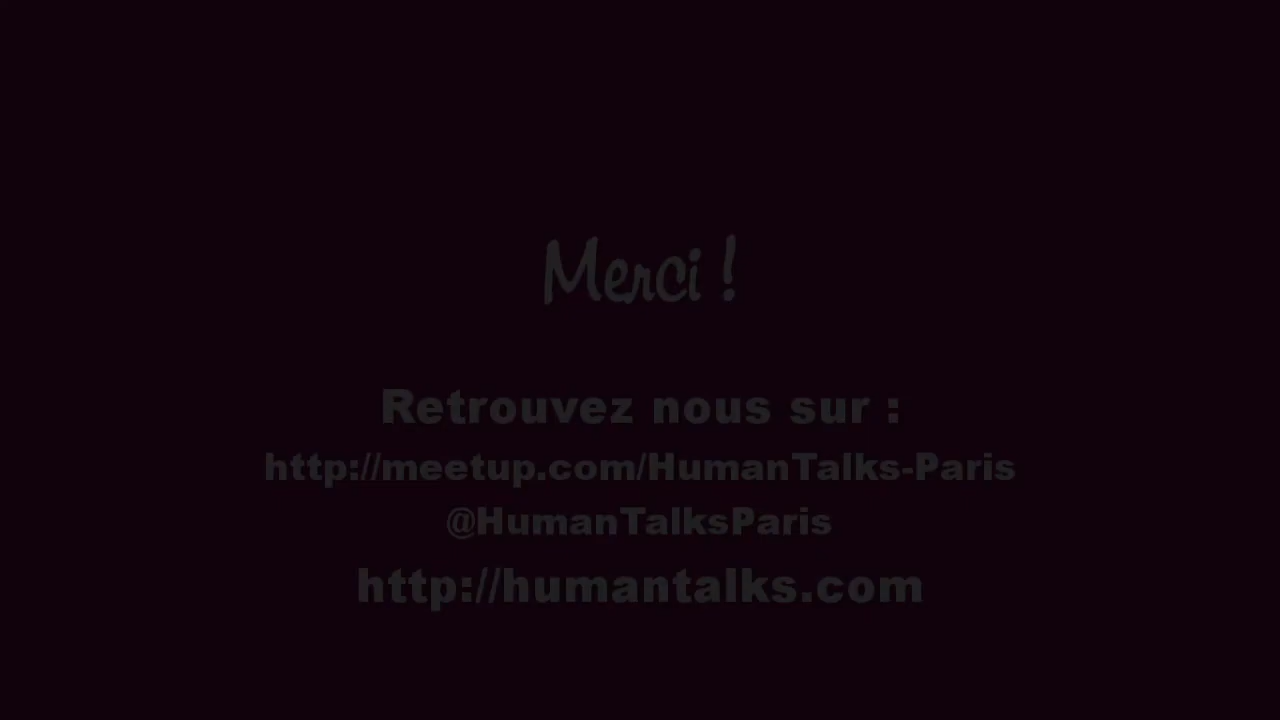 Merci !
Retrouvez nous sur :
http://meetup.com/HumanTalks-Paris
@HumanTalksParis
http://humantalks.com